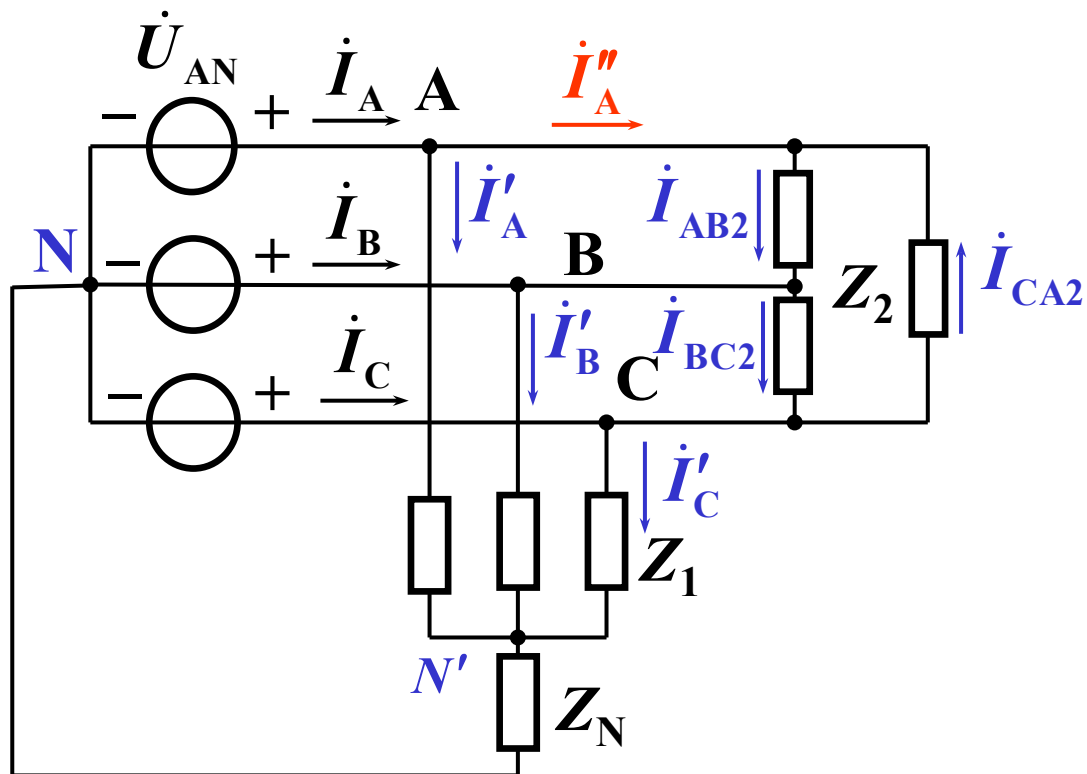 U̇AN
İA
A
İ″A
− +
İ′A
İAB2
N
İB
B
− +
Z2
İCA2
İ′B
İBC2
İC
C
− +
İ′C
Z1
N′
ZN